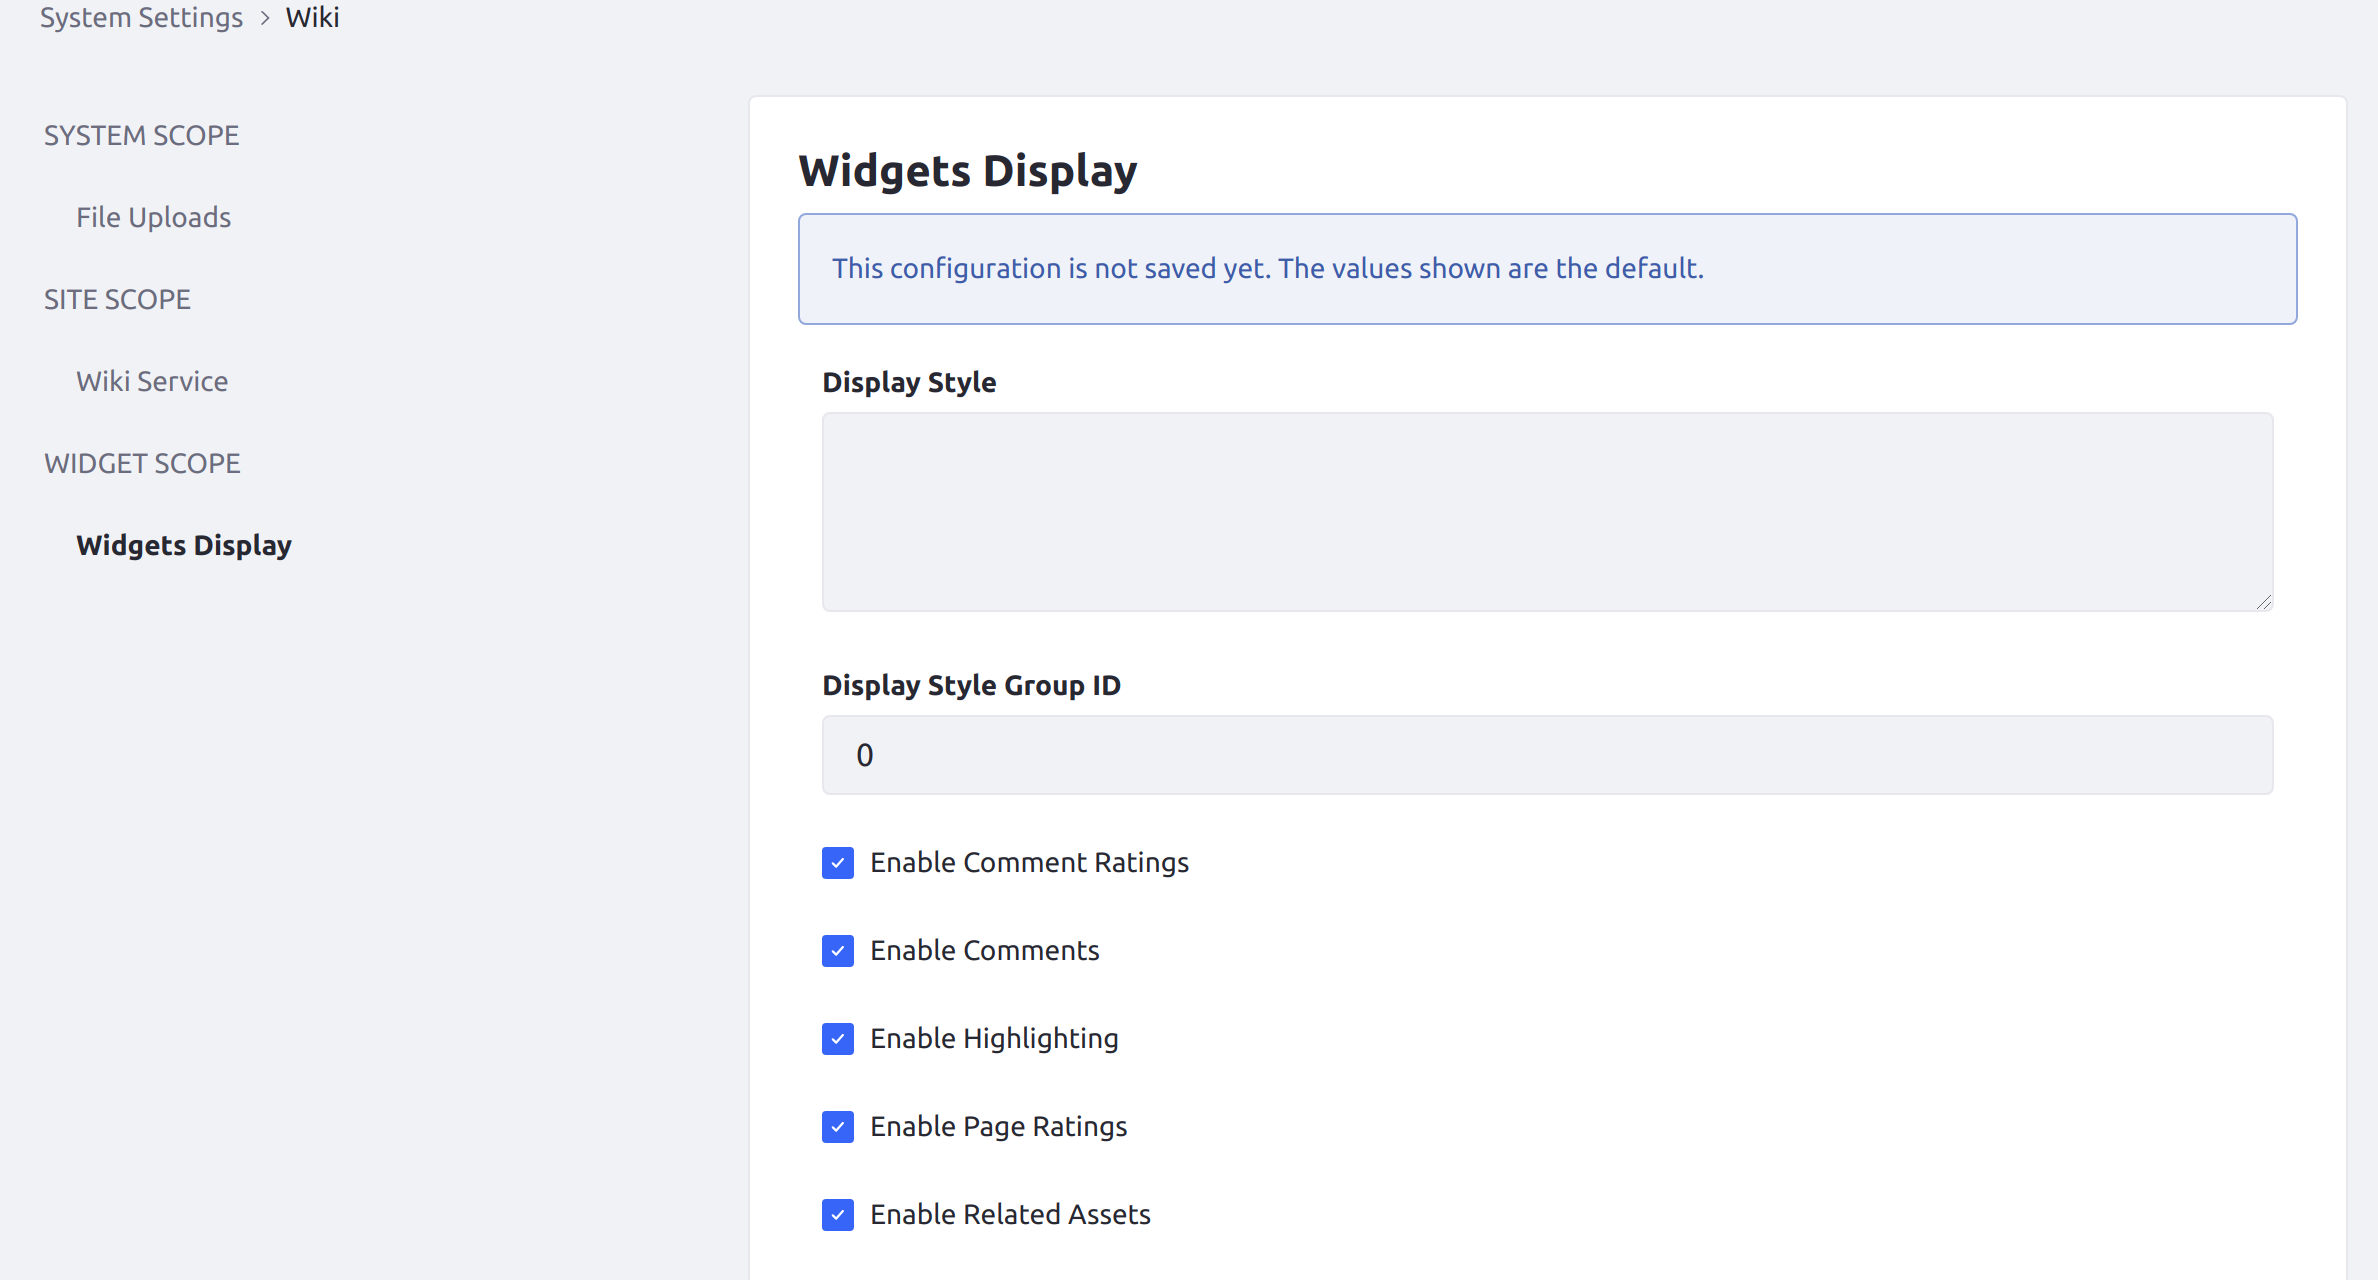 System Settings > Wiki
SYSTEM SCOPE
File Uploads
SITE SCOPE
Wiki Service
WIDGET SCOPE
Widgets Display
Widgets Display
This configuration is not saved yet. The values shown are the default.
Display Style
Display Style Group ID
0
Enable Comment Ratings
Enable Comments
Enable Highlighting
Enable Page Ratings
Enable Related Assets